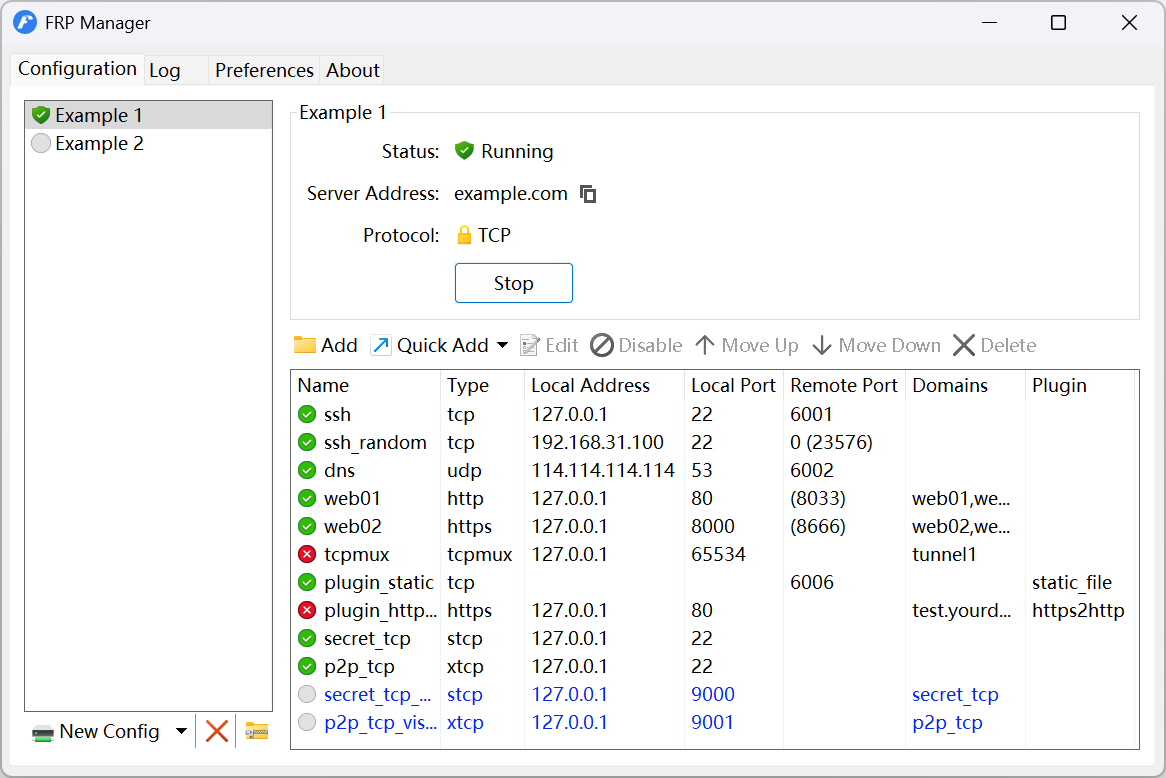 FRP Manager
Configuration Log Preferences About
Example 1
Example 2
Example 1
Status: Running
Server Address: example.com
Protocol: TCP
Stop
Add Quick Add Edit Disable Move Up Move Down Delete
Name Type Local Address Local Port Remote Port Domains Plugin
ssh tcp 127.0.0.1 22 6001
ssh_random tcp 192.168.31.100 22 0 (23576)
dns udp 114.114.114.114 53 6002
web01 http 127.0.0.1 80 (8033) web01,we...
web02 https 127.0.0.1 8000 (8666) web02,we...
tcpmux tcpmux 127.0.0.1 65534 tunnel1
plugin_static tcp 6006 static_file
plugin_http... https 127.0.0.1 80 test.yourd... https2http
secret_tcp stcp 127.0.0.1 22
p2p_tcp xtcp 127.0.0.1 22
secret_tcp_... stcp 127.0.0.1 9000 secret_tcp
p2p_tcp_vis... xtcp 127.0.0.1 9001 p2p_tcp
New Config